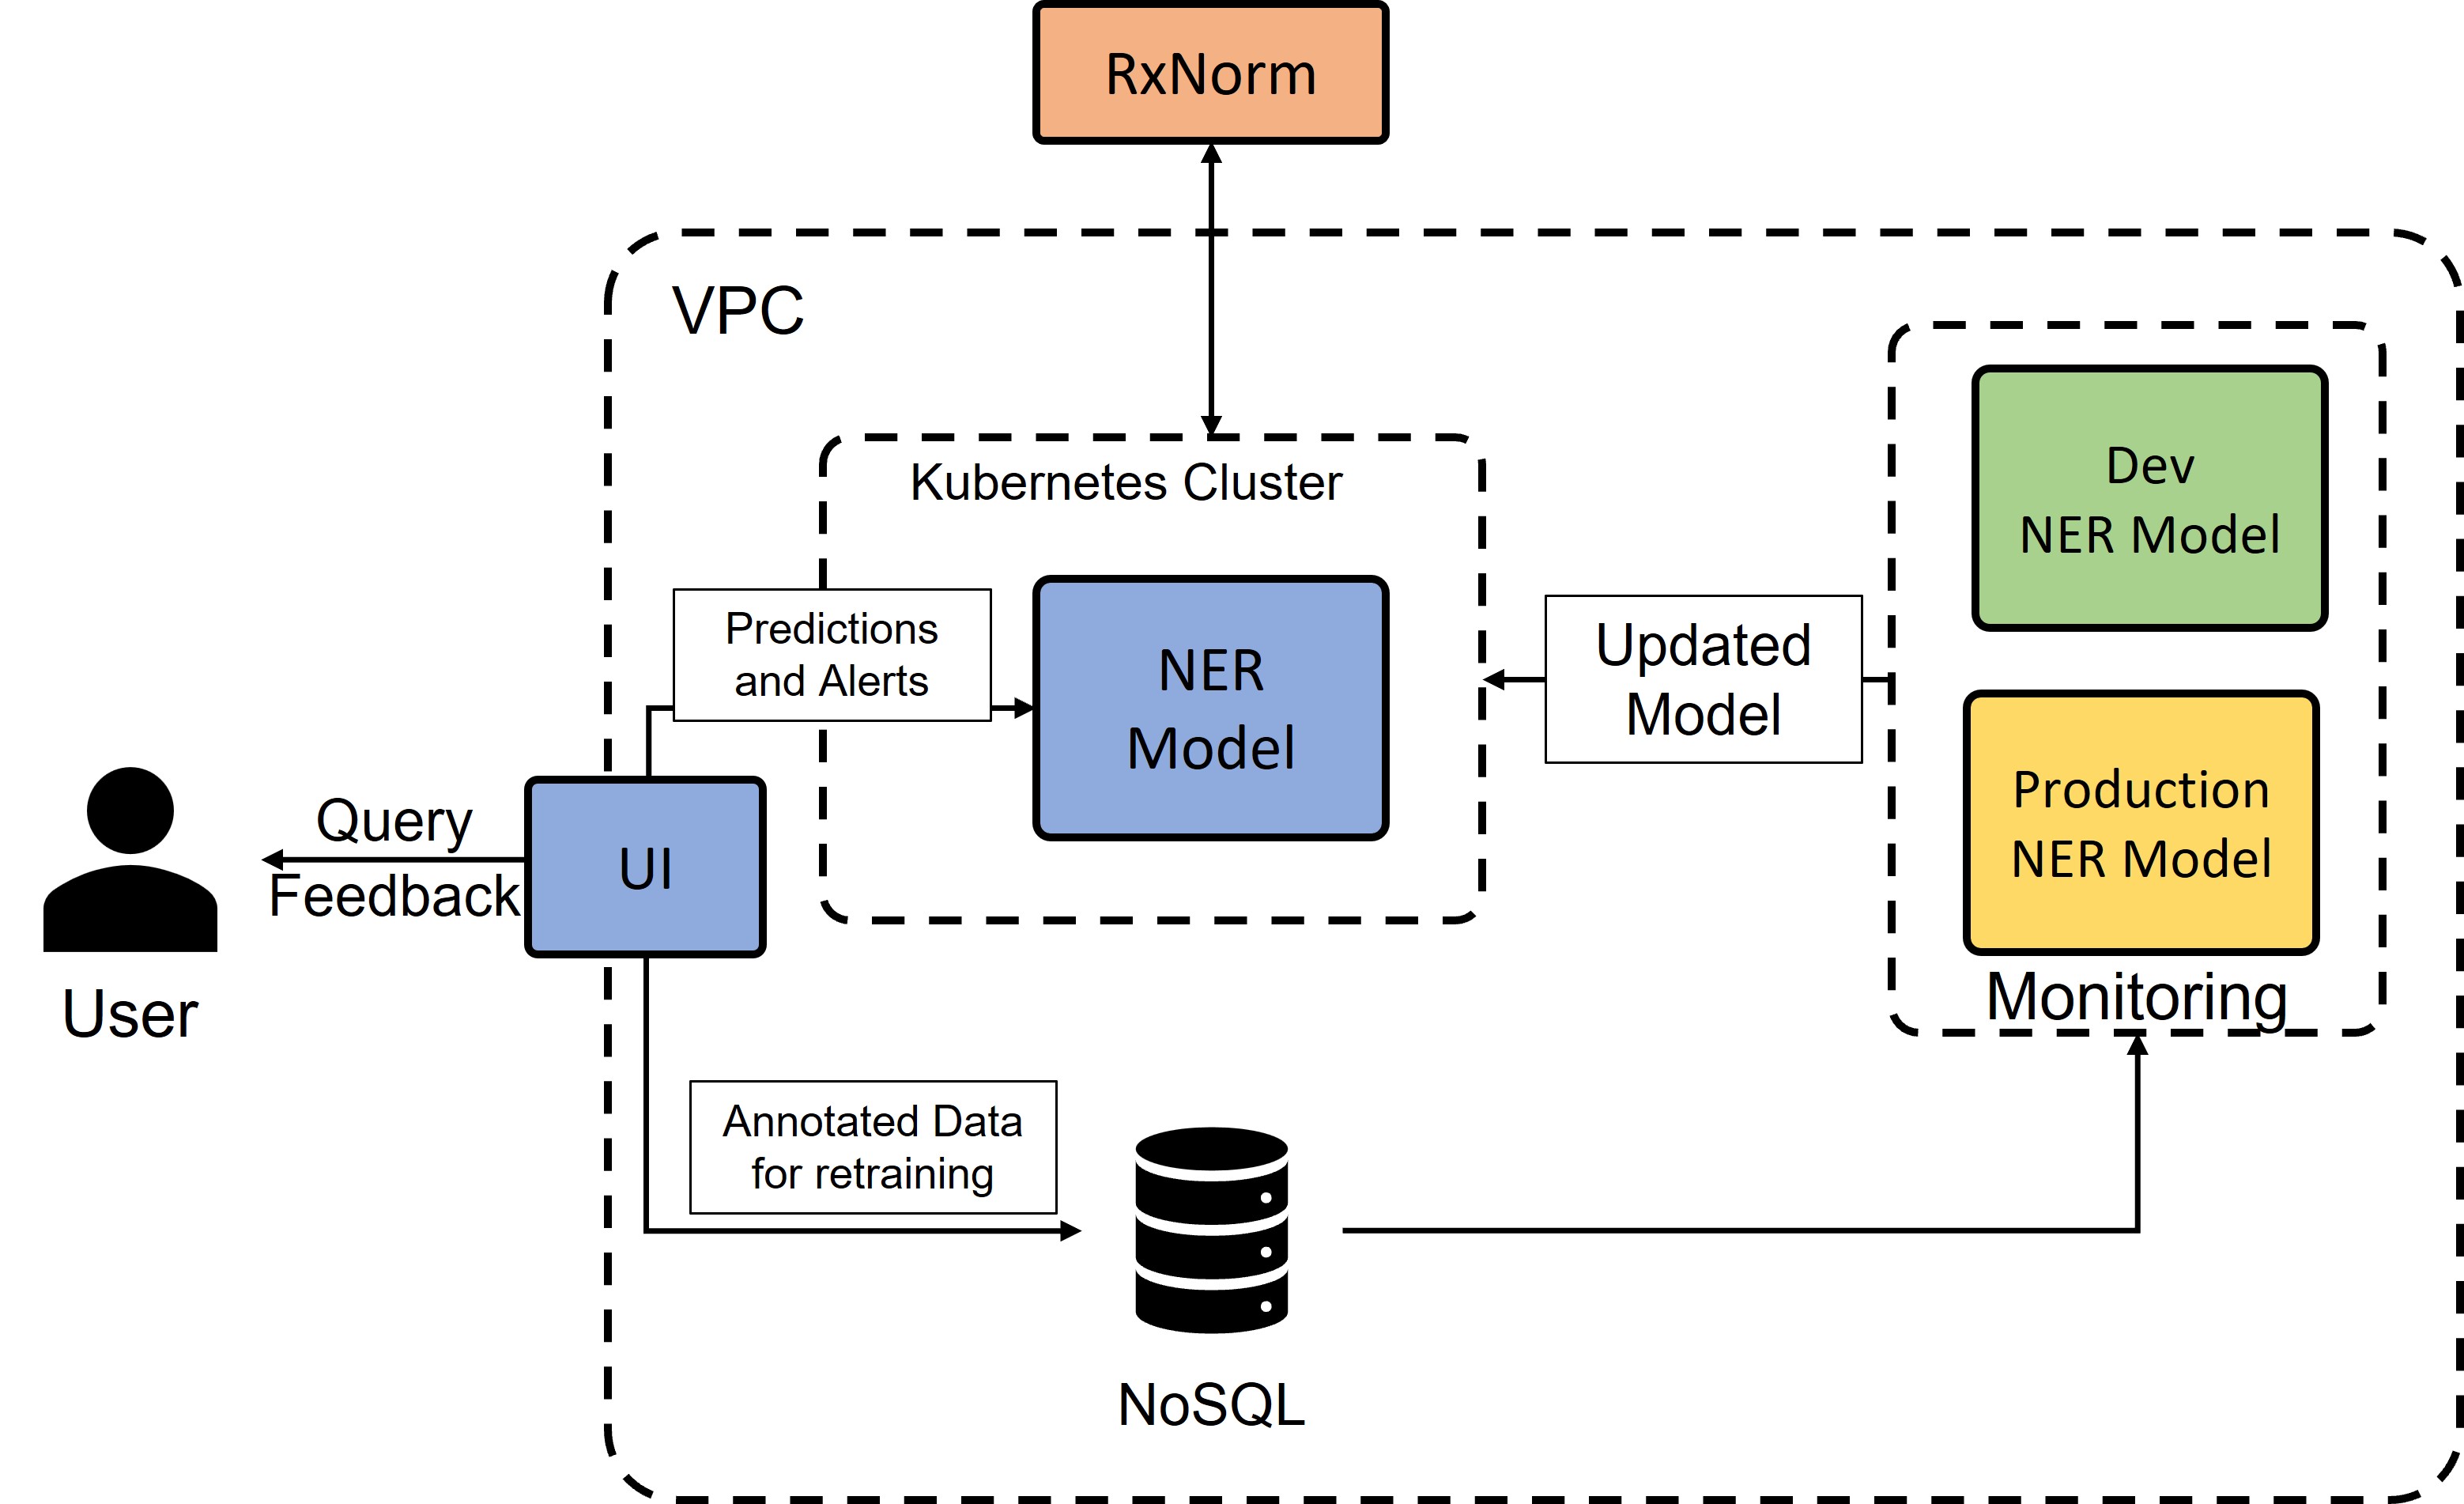 RxNorm
VPC
Kubernetes Cluster
Predictions
and Alerts
NER
Model
Updated
Model
Dev
NER Model
Production
NER Model
Monitoring
Query
Feedback
UI
User
Annotated Data
for retraining
NoSQL